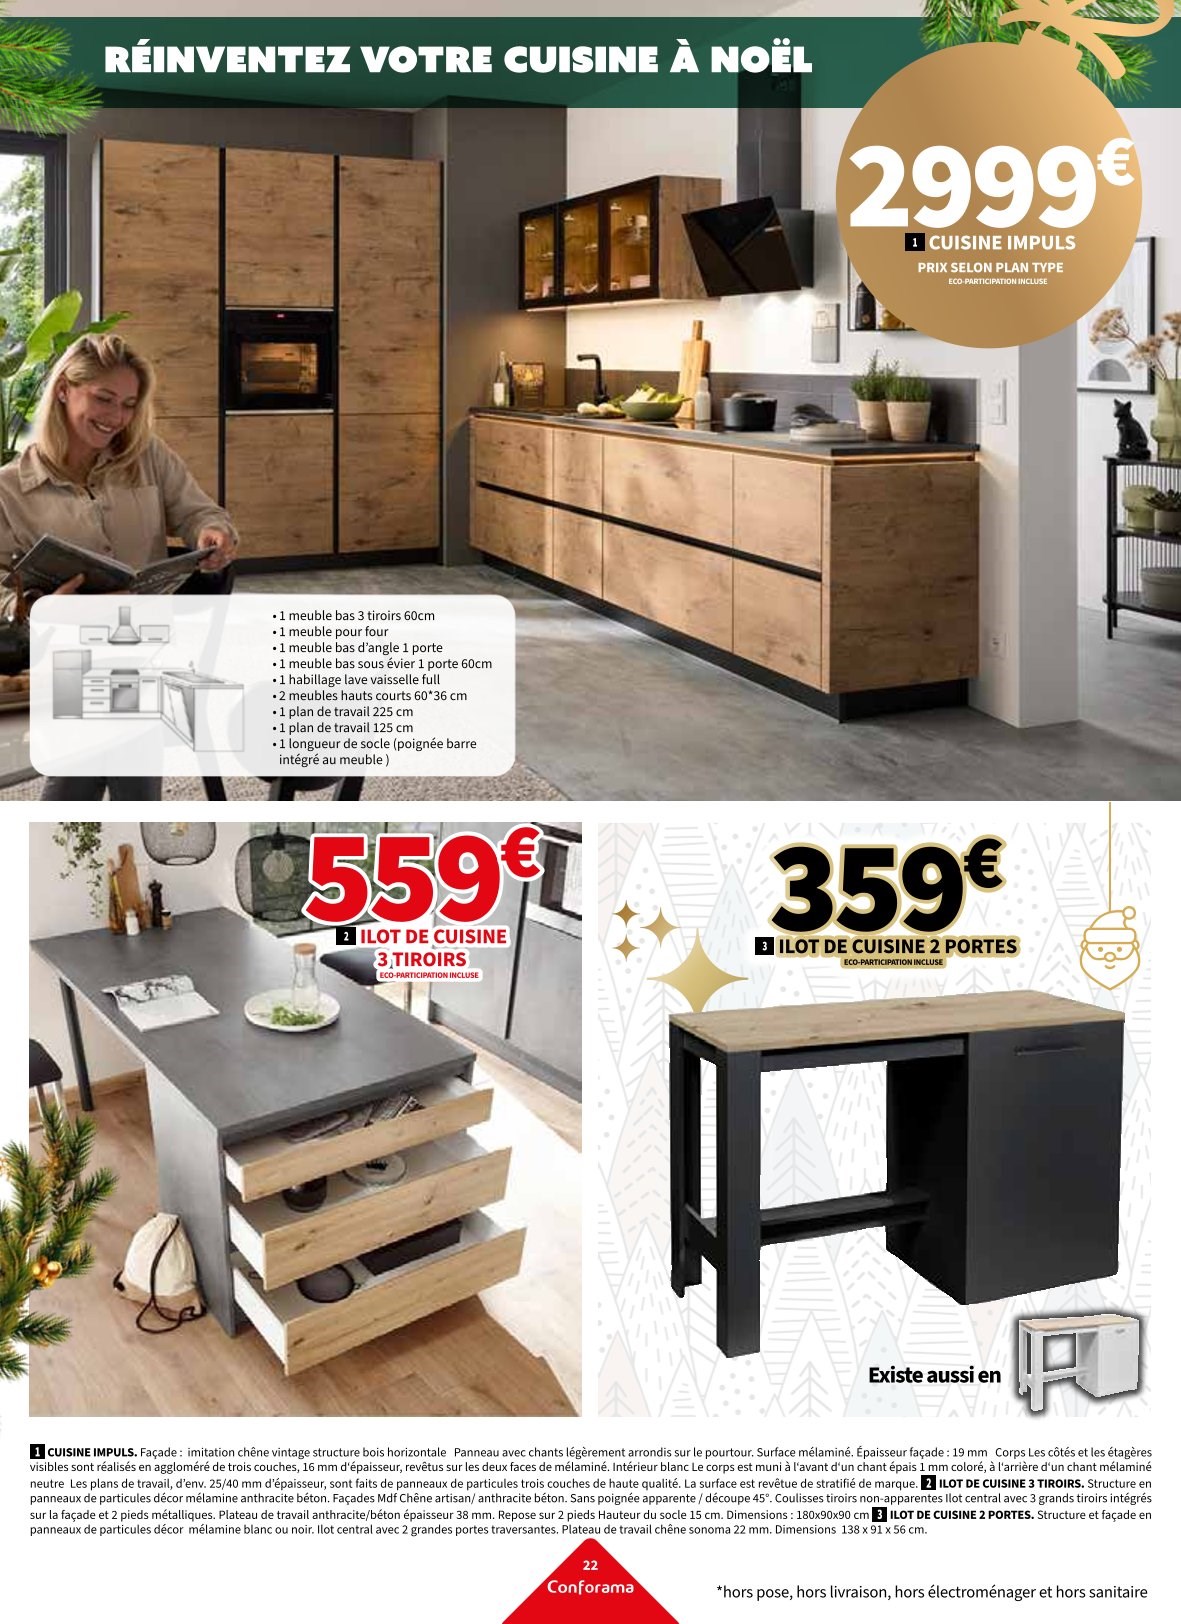 RÉINVENTEZ VOTRE CUISINE À NOËL
2999€
1 CUISINE IMPULS
PRIX SELON PLAN TYPE
ECO-PARTICIPATION INCLUSE
• 1 meuble bas 3 tiroirs 60cm
• 1 meuble pour four
• 1 meuble bas d'angle 1 porte
• 1 meuble bas sous évier 1 porte 60cm
• 1 habillage lave vaisselle full
• 2 meubles hauts courts 60*36 cm
• 1 plan de travail 225 cm
• 1 plan de travail 125 cm
• 1 longueur de socle (poignée barre
intégré au meuble )
559€
2 ILOT DE CUISINE
3 TIROIRS
ECO-PARTICIPATION INCLUSE
359€
3 ILOT DE CUISINE 2 PORTES
ECO-PARTICIPATION INCLUSE
Existe aussi en
1 CUISINE IMPULS. Façade : imitation chêne vintage structure bois horizontale Panneau avec chants légèrement arrondis sur le pourtour. Surface mélaminé. Épaisseur façade : 19 mm Corps Les côtés et les étagères
visibles sont réalisés en aggloméré de trois couches, 16 mm d'épaisseur, revêtus sur les deux faces de mélaminé. Intérieur blanc Le corps est muni à l'avant d'un chant épais 1 mm coloré, à l'arrière d'un chant mélaminé
neutre Les plans de travail, d'env. 25/40 mm d'épaisseur, sont faits de panneaux de particules trois couches de haute qualité. La surface est revêtue de stratifié de marque. 2 ILOT DE CUISINE 3 TIROIRS. Structure en
panneaux de particules décor mélamine anthracite béton. Façades Mdf Chêne artisan/ anthracite béton. Sans poignée apparente / découpe 45°. Coulisses tiroirs non-apparentes Ilot central avec 3 grands tiroirs intégrés
sur la façade et 2 pieds métalliques. Plateau de travail anthracite/béton épaisseur 38 mm. Repose sur 2 pieds Hauteur du socle 15 cm. Dimensions : 180x90x90 cm 3 ILOT DE CUISINE 2 PORTES. Structure et façade en
panneaux de particules décor mélamine blanc ou noir. Ilot central avec 2 grandes portes traversantes. Plateau de travail chêne sonoma 22 mm. Dimensions 138 x 91 x 56 cm.
22
Conforama
*hors pose, hors livraison, hors électroménager et hors sanitaire